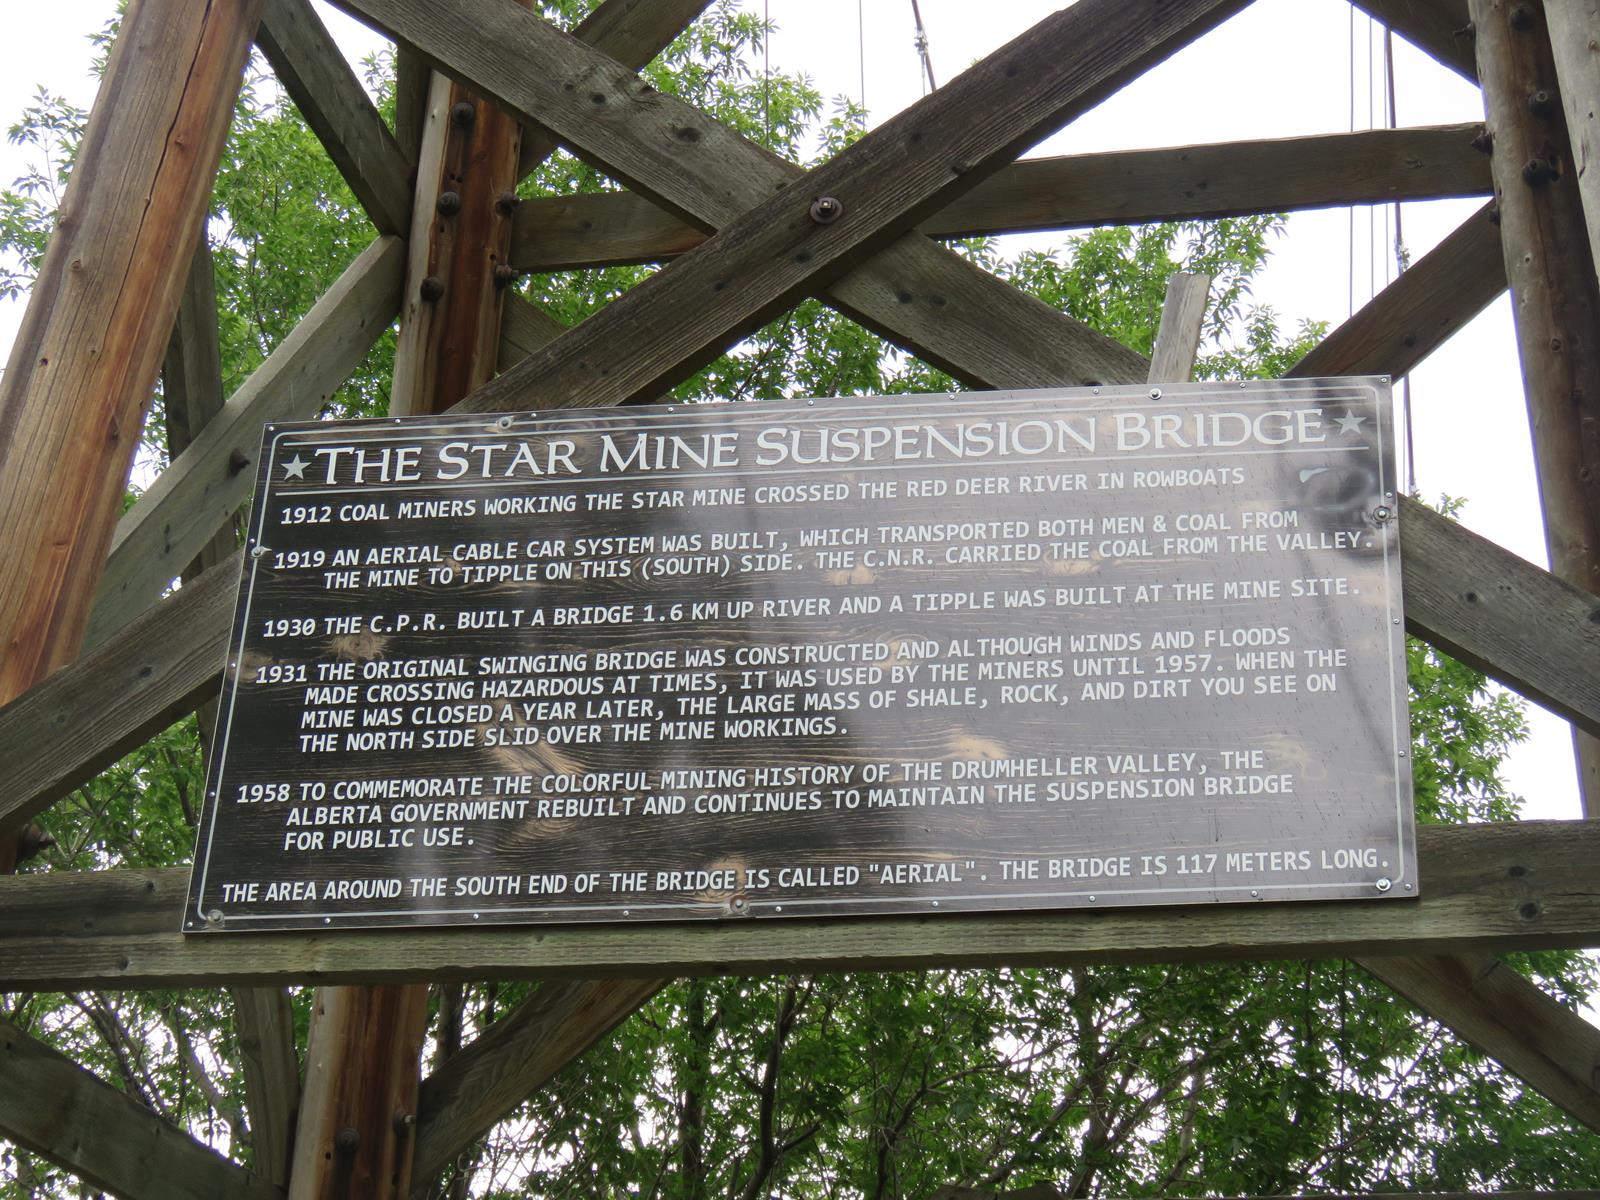 THE STAR MINE SUSPENSION BRIDGE
1912 COAL MINERS WORKING THE STAR MINE CROSSED THE RED DEER RIVER IN ROWBOATS
1919 AN AERIAL CABLE CAR SYSTEM WAS BUILT, WHICH TRANSPORTED BOTH MEN & COAL FROM
THE MINE TO TIPPLE ON THIS (SOUTH) SIDE. THE C.N.R. CARRIED THE COAL FROM THE VALLEY.
1930 THE C.P.R. BUILT A BRIDGE 1.6 KM UP RIVER AND A TIPPLE WAS BUILT AT THE MINE SITE.
1931 THE ORIGINAL SWINGING BRIDGE WAS CONSTRUCTED AND ALTHOUGH WINDS AND FLOODS
MADE CROSSING HAZARDOUS AT TIMES, IT WAS USED BY THE MINERS UNTIL 1957. WHEN THE
MINE WAS CLOSED A YEAR LATER, THE LARGE MASS OF SHALE, ROCK, AND DIRT YOU SEE ON
THE NORTH SIDE SLID OVER THE MINE WORKINGS.
1958 TO COMMEMORATE THE COLORFUL MINING HISTORY OF THE DRUMHELLER VALLEY, THE
ALBERTA GOVERNMENT REBUILT AND CONTINUES TO MAINTAIN THE SUSPENSION BRIDGE
FOR PUBLIC USE.
THE AREA AROUND THE SOUTH END OF THE BRIDGE IS CALLED "AERIAL". THE BRIDGE IS 117 METERS LONG.